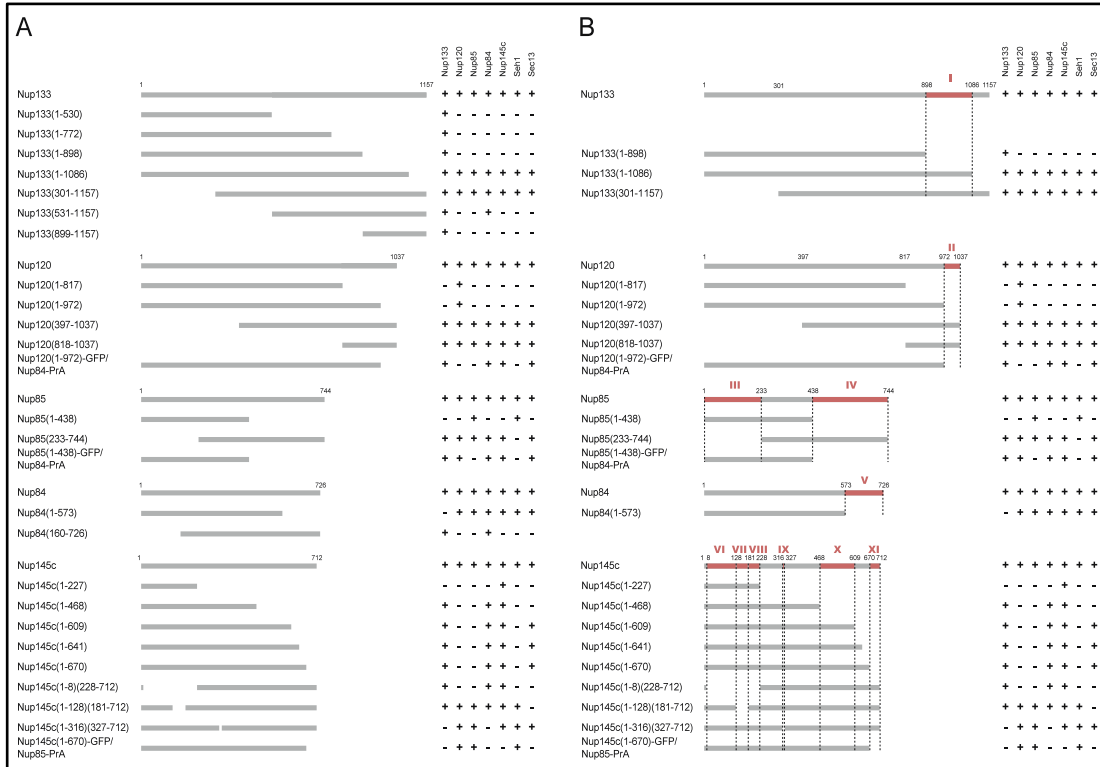 A
Nup133 Nup120 Nup85 Nup84 Nup145c Seh1 Sec13
1 1157
Nup133 + + + + + + +
Nup133(1-530) + - - - - - -
Nup133(1-772) + - - - - - -
Nup133(1-898) + - - - - - -
Nup133(1-1086) + + + + + + +
Nup133(301-1157) + + + + + + +
Nup133(531-1157) + - - + - - -
Nup133(899-1157) + - - - - - -
1 1037
Nup120 + + + + + + +
Nup120(1-817) - + - - - - -
Nup120(1-972) - + - - - - -
Nup120(397-1037) + + + + + + +
Nup120(818-1037) + + + + + + +
Nup120(1-972)-GFP/
Nup84-PrA + - - + + - +
1 744
Nup85 + + + + + + +
Nup85(1-438) - - + - - + -
Nup85(233-744) + + + + + - +
Nup85(1-438)-GFP/
Nup84-PrA + + - + + - +
1 726
Nup84 + + + + + + +
Nup84(1-573) - + + + + + +
Nup84(160-726) + - - + - - -
1 712
Nup145c + + + + + + +
Nup145c(1-227) - - - - + - -
Nup145c(1-468) + - - + + - -
Nup145c(1-609) + - - + + - +
Nup145c(1-641) + - - + + - +
Nup145c(1-670) + - - + + - +
Nup145c(1-8)(228-712) + - - + + - -
Nup145c(1-128)(181-712) + + + + + + -
Nup145c(1-316)(327-712) - + + + + + +
Nup145c(1-670)-GFP/
Nup85-PrA - + + - - + -
B
Nup133 Nup120 Nup85 Nup84 Nup145c Seh1 Sec13
I
1 301 898 1086 1157
Nup133 + + + + + + +
Nup133(1-898) + - - - - - -
Nup133(1-1086) + + + + + + +
Nup133(301-1157) + + + + + + +
II
1 397 817 972 1037
Nup120 + + + + + + +
Nup120(1-817) - + - - - - -
Nup120(1-972) - + - - - - -
Nup120(397-1037) + + + + + + +
Nup120(818-1037) + + + + + + +
Nup120(1-972)-GFP/
Nup84-PrA + - - + + - +
III IV
1 233 438 744
Nup85 + + + + + + +
Nup85(1-438) - - + - - + -
Nup85(233-744) + + + + + - +
Nup85(1-438)-GFP/
Nup84-PrA + + - + + - +
V
1 573 726
Nup84 + + + + + + +
Nup84(1-573) - + + + + + +
VI VII VIII IX X XI
1 8 128 181 228 316 327 468 609 670 712
Nup145c + + + + + + +
Nup145c(1-227) - - - - + - -
Nup145c(1-468) + - - + + - -
Nup145c(1-609) + - - + + - +
Nup145c(1-641) + - - + + - +
Nup145c(1-670) + - - + + - +
Nup145c(1-8)(228-712) + - - + + - -
Nup145c(1-128)(181-712) + + + + + + -
Nup145c(1-316)(327-712) - + + + + + +
Nup145c(1-670)-GFP/
Nup85-PrA - + + - - + -